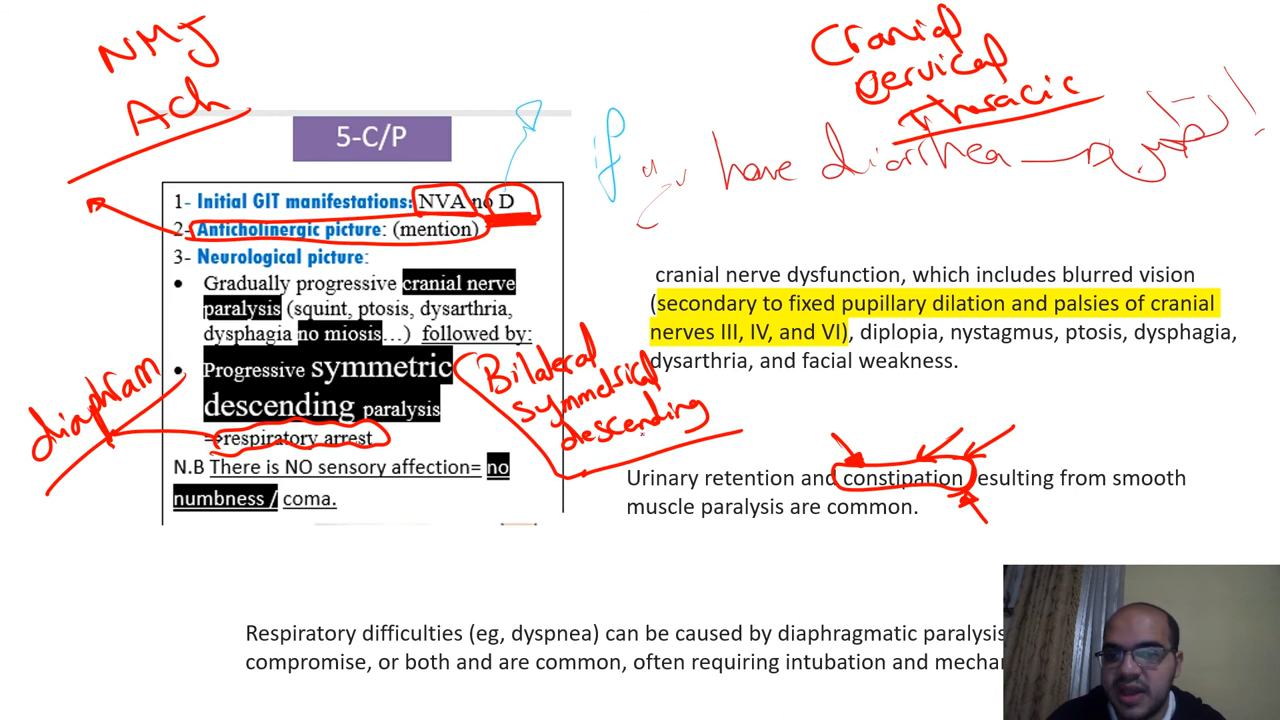 NMJ
Ach
Cranial
Cervical
Thoracic
if
have diarrhea
5-C/P
1- Initial GIT manifestations: NVA no D
2- Anticholinergic picture: (mention)
3- Neurological picture:
• Gradually progressive cranial nerve
paralysis (squint, ptosis, dysarthria,
dysphagia no miosis...) followed by:
• Progressive symmetric
descending paralysis
⇒respiratory arrest
N.B There is NO sensory affection= no
numbness / coma.
diaphram
Bilateral
symmetrical
descending
cranial nerve dysfunction, which includes blurred vision
(secondary to fixed pupillary dilation and palsies of cranial
nerves III, IV, and VI), diplopia, nystagmus, ptosis, dysphagia,
dysarthria, and facial weakness.
Urinary retention and constipation resulting from smooth
muscle paralysis are common.
Respiratory difficulties (eg, dyspnea) can be caused by diaphragmatic paralysis
compromise, or both and are common, often requiring intubation and mechan